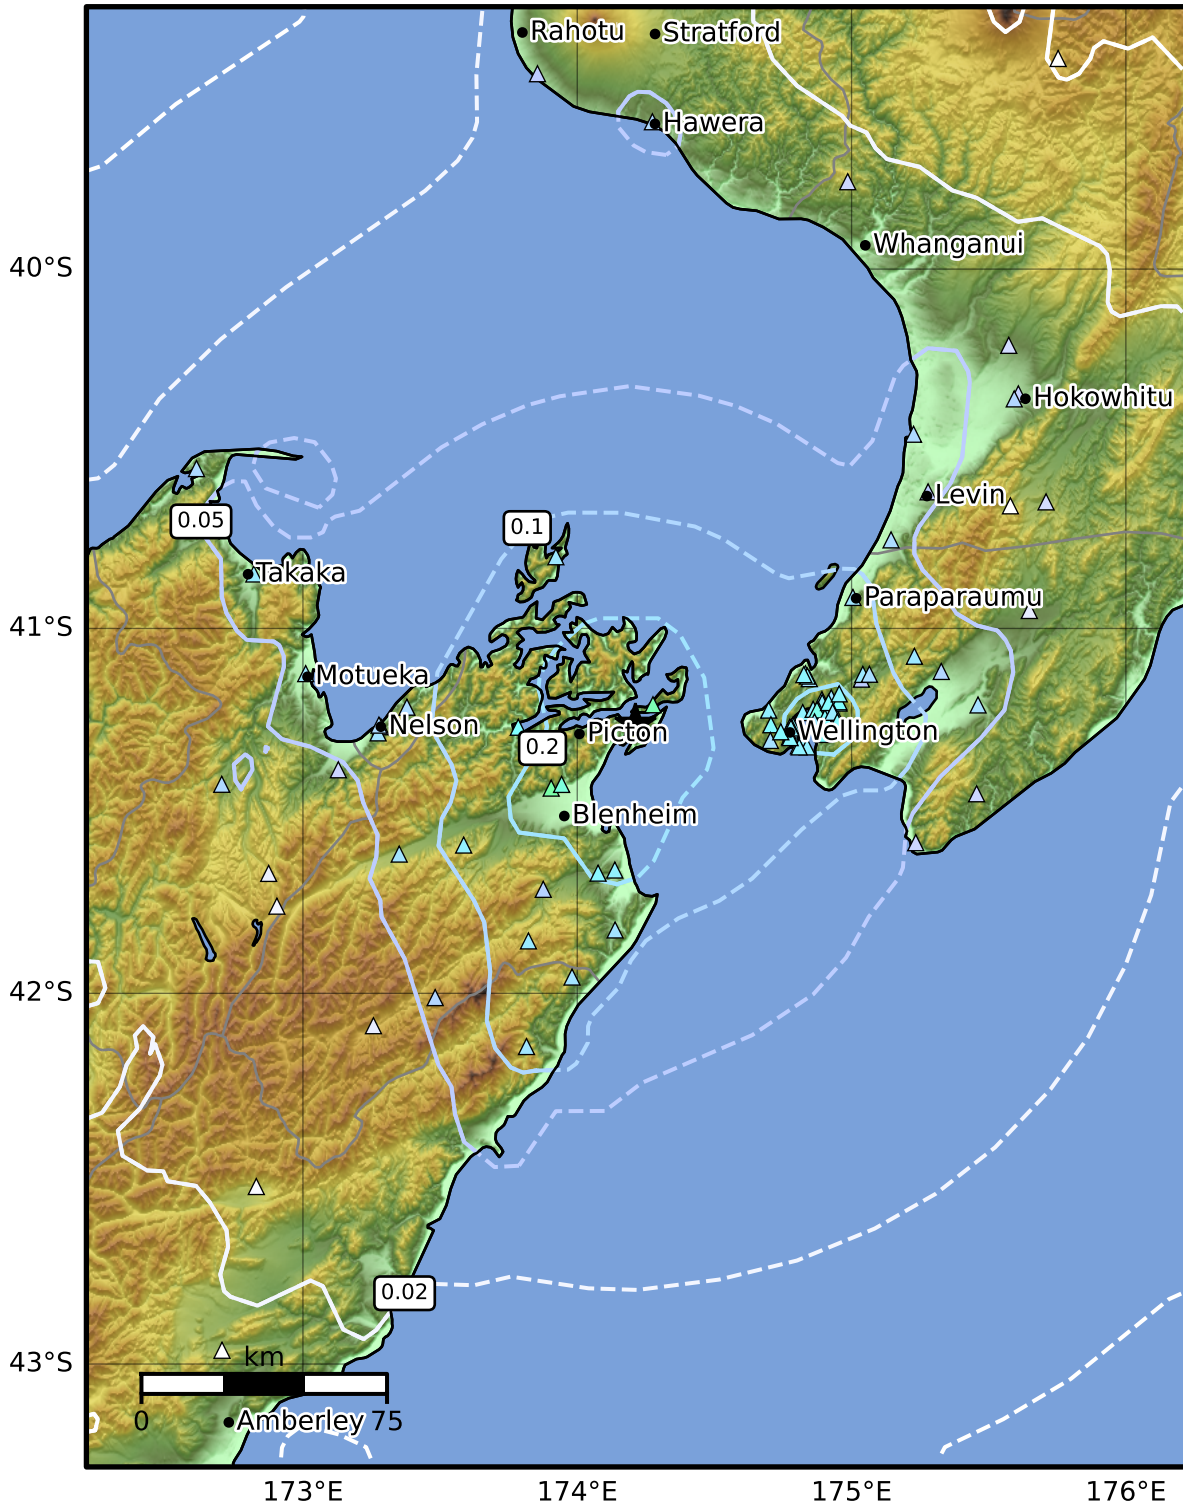 Rahotu
Stratford
Hawera
Whanganui
40°S
Hokowhitu
Levin
0.05
0.1
Takaka
Paraparaumu
41°S
Motueka
Nelson
Picton
Wellington
0.2
Blenheim
42°S
0.02
43°S
km
0
75
Amberley
173°E
174°E
175°E
176°E